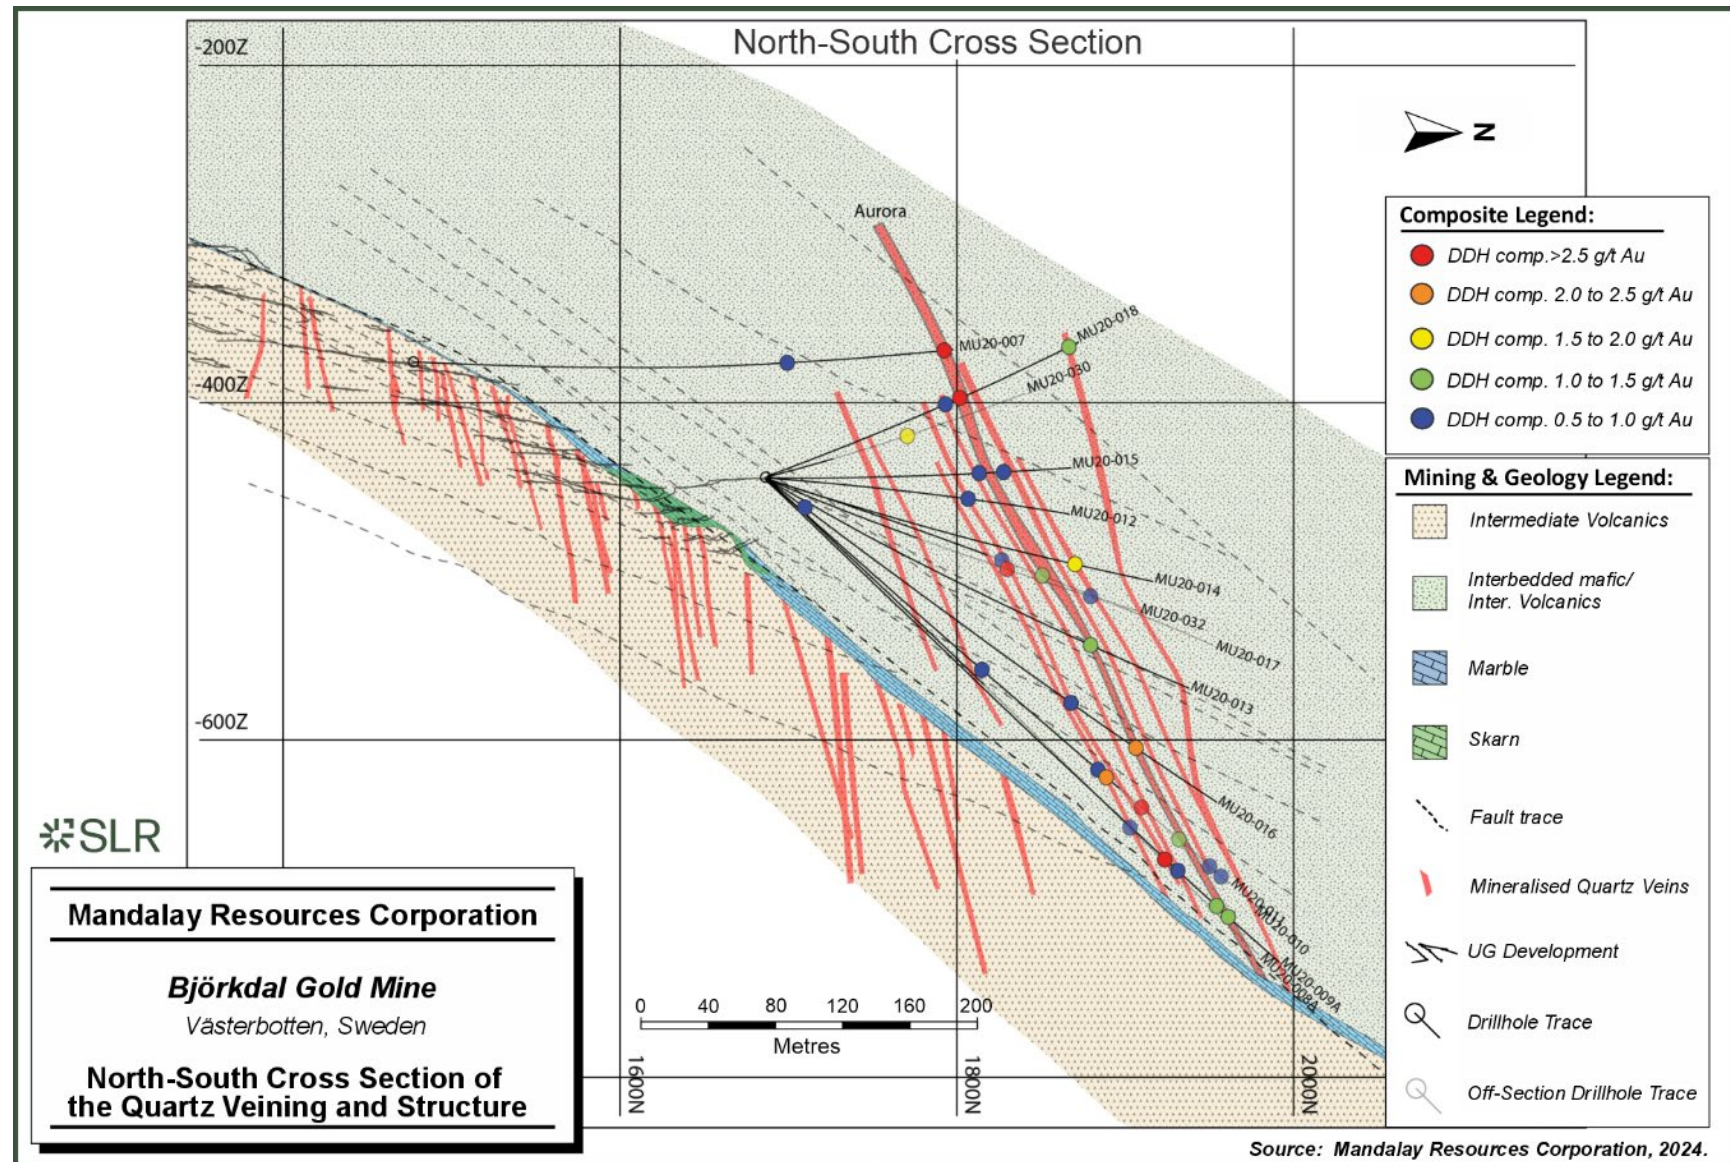 North-South Cross Section
-200Z
-400Z
-600Z
N
Aurora
MU20-007
MU20-018
MU20-030
MU20-015
MU20-012
MU20-014
MU20-032
MU20-017
MU20-013
MU20-016
MU20-011
MU20-010
MU20-009A
MU20-008A
1600N
1800N
2000N
0 40 80 120 160 200
Metres
Composite Legend:
DDH comp.>2.5 g/t Au
DDH comp. 2.0 to 2.5 g/t Au
DDH comp. 1.5 to 2.0 g/t Au
DDH comp. 1.0 to 1.5 g/t Au
DDH comp. 0.5 to 1.0 g/t Au
Mining & Geology Legend:
Intermediate Volcanics
Interbedded mafic/
Inter. Volcanics
Marble
Skarn
Fault trace
Mineralised Quartz Veins
UG Development
Drillhole Trace
Off-Section Drillhole Trace
SLR
Mandalay Resources Corporation
Björkdal Gold Mine
Västerbotten, Sweden
North-South Cross Section of
the Quartz Veining and Structure
Source: Mandalay Resources Corporation, 2024.